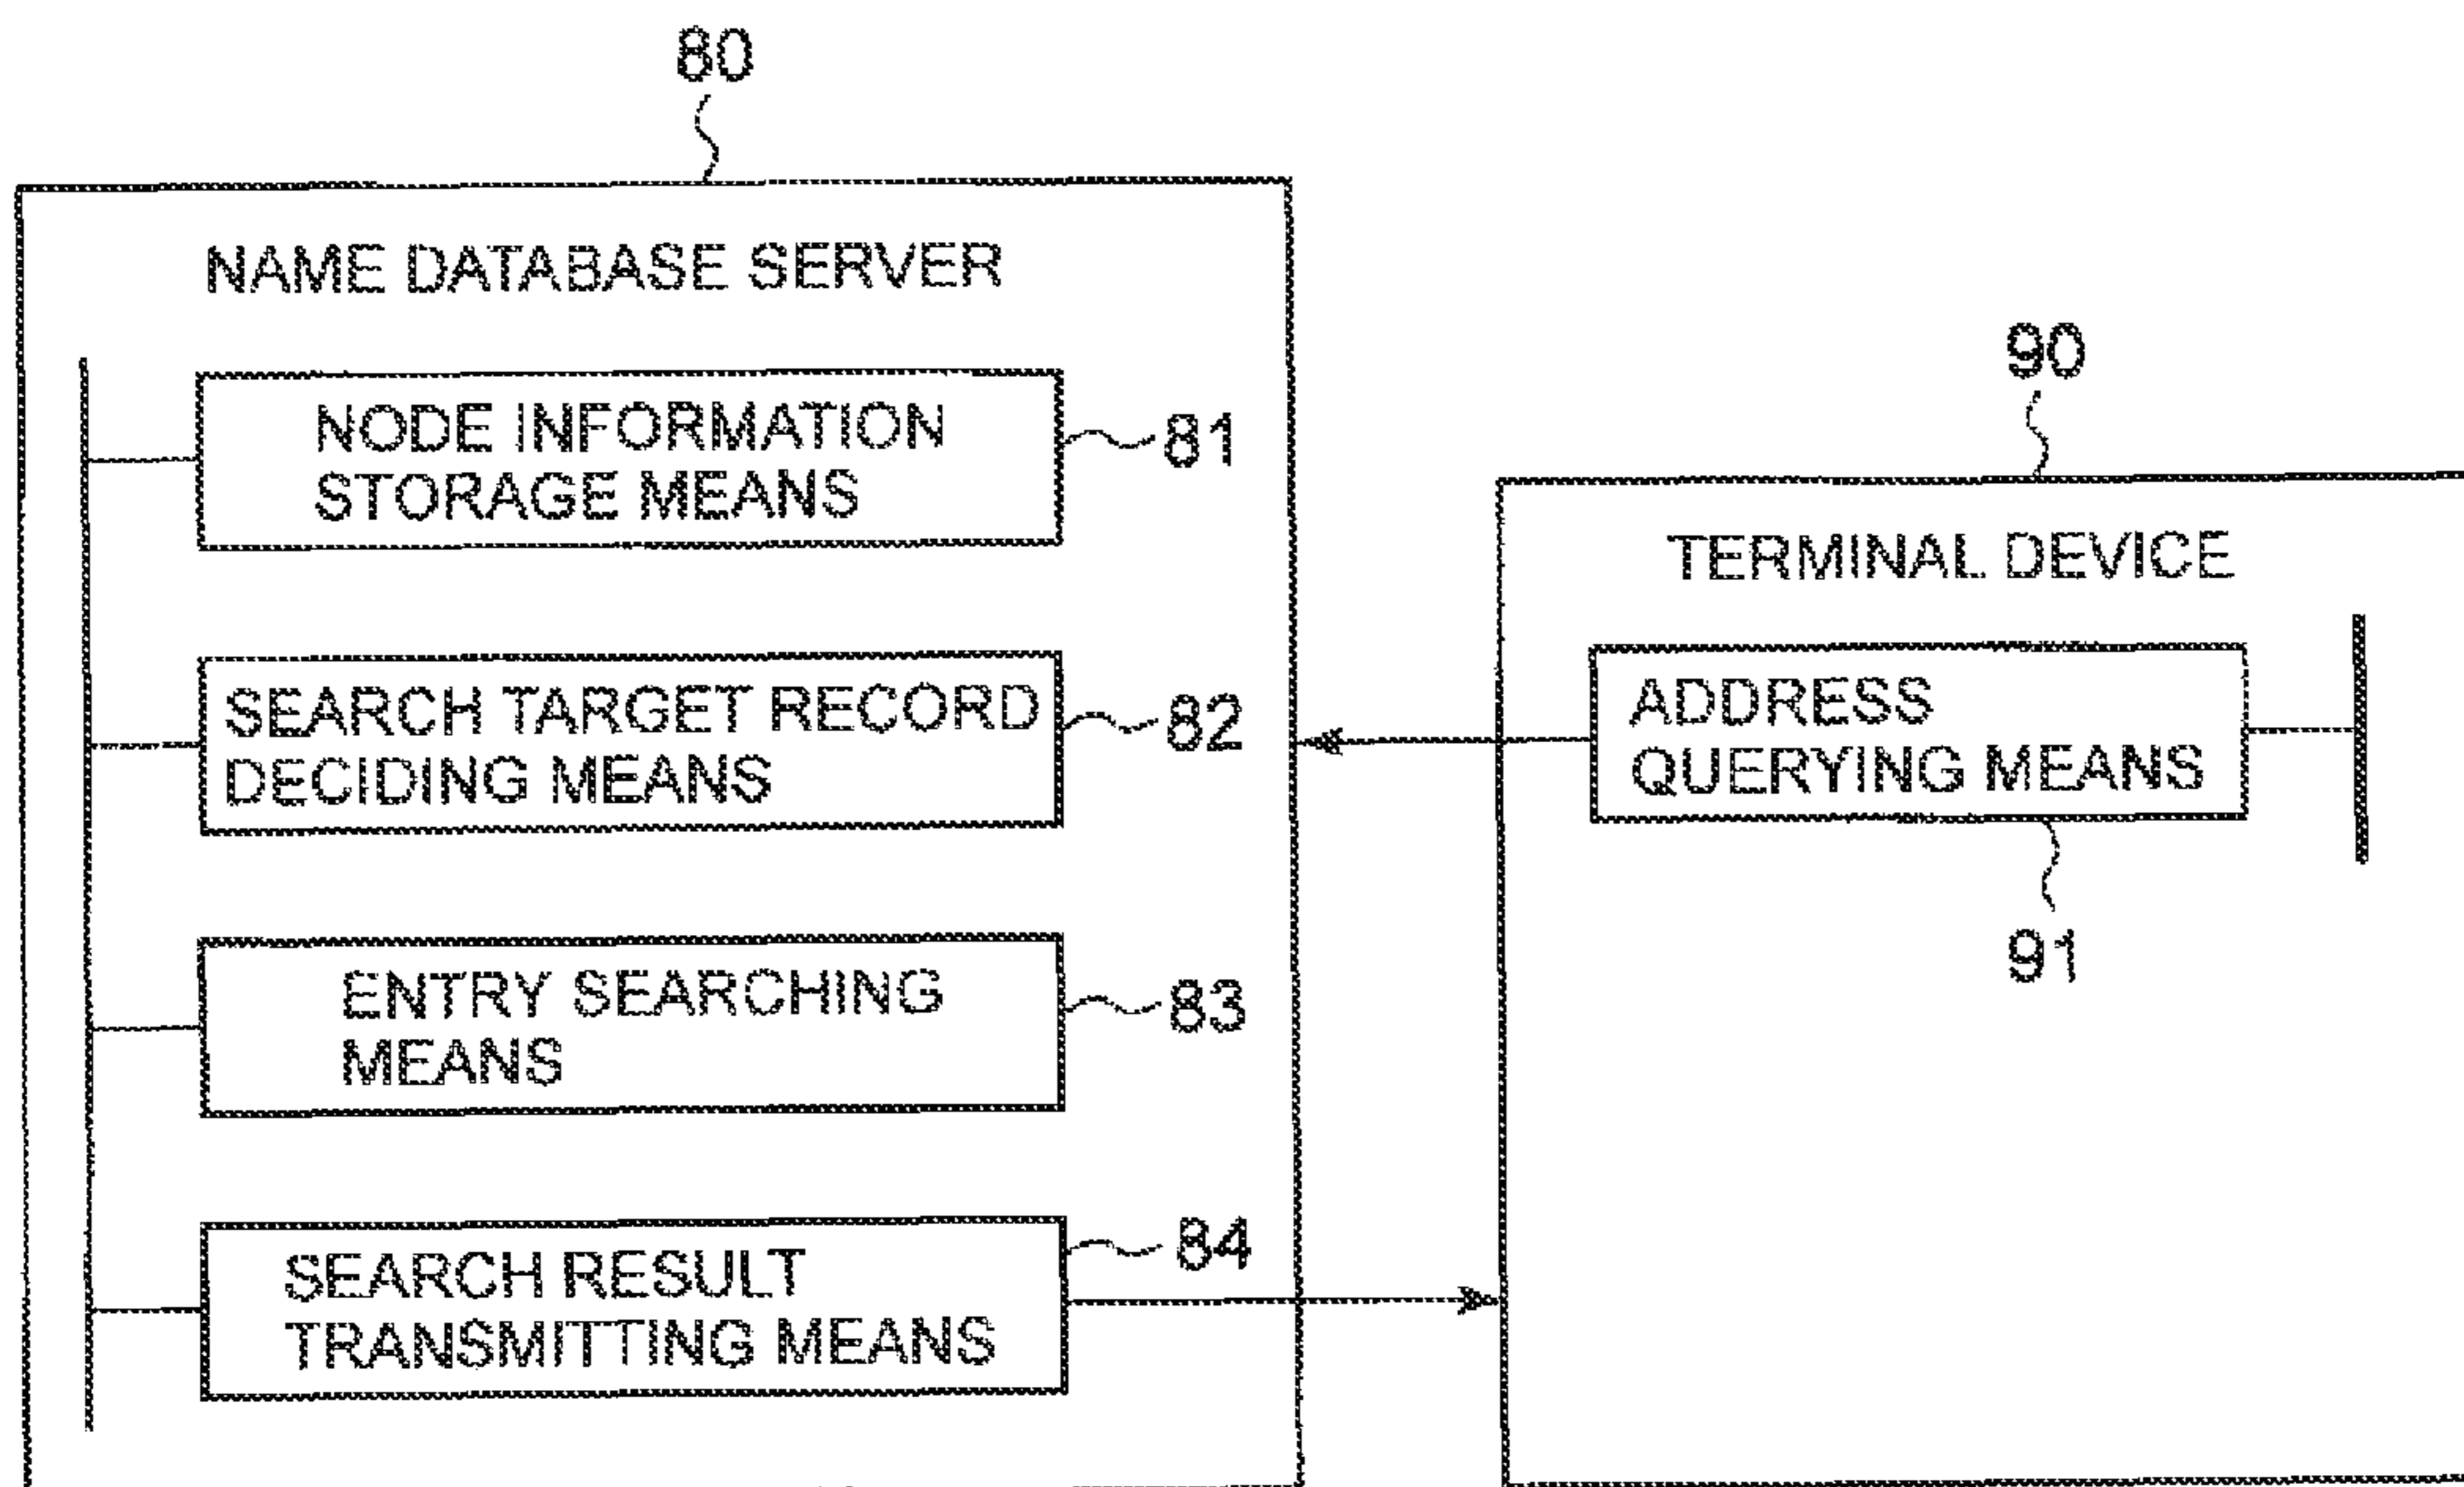 80
NAME DATABASE SERVER
NODE INFORMATION
STORAGE MEANS
81
SEARCH TARGET RECORD
DECIDING MEANS
82
ENTRY SEARCHING
MEANS
83
SEARCH RESULT
TRANSMITTING MEANS
84
90
TERMINAL DEVICE
ADDRESS
QUERYING MEANS
91